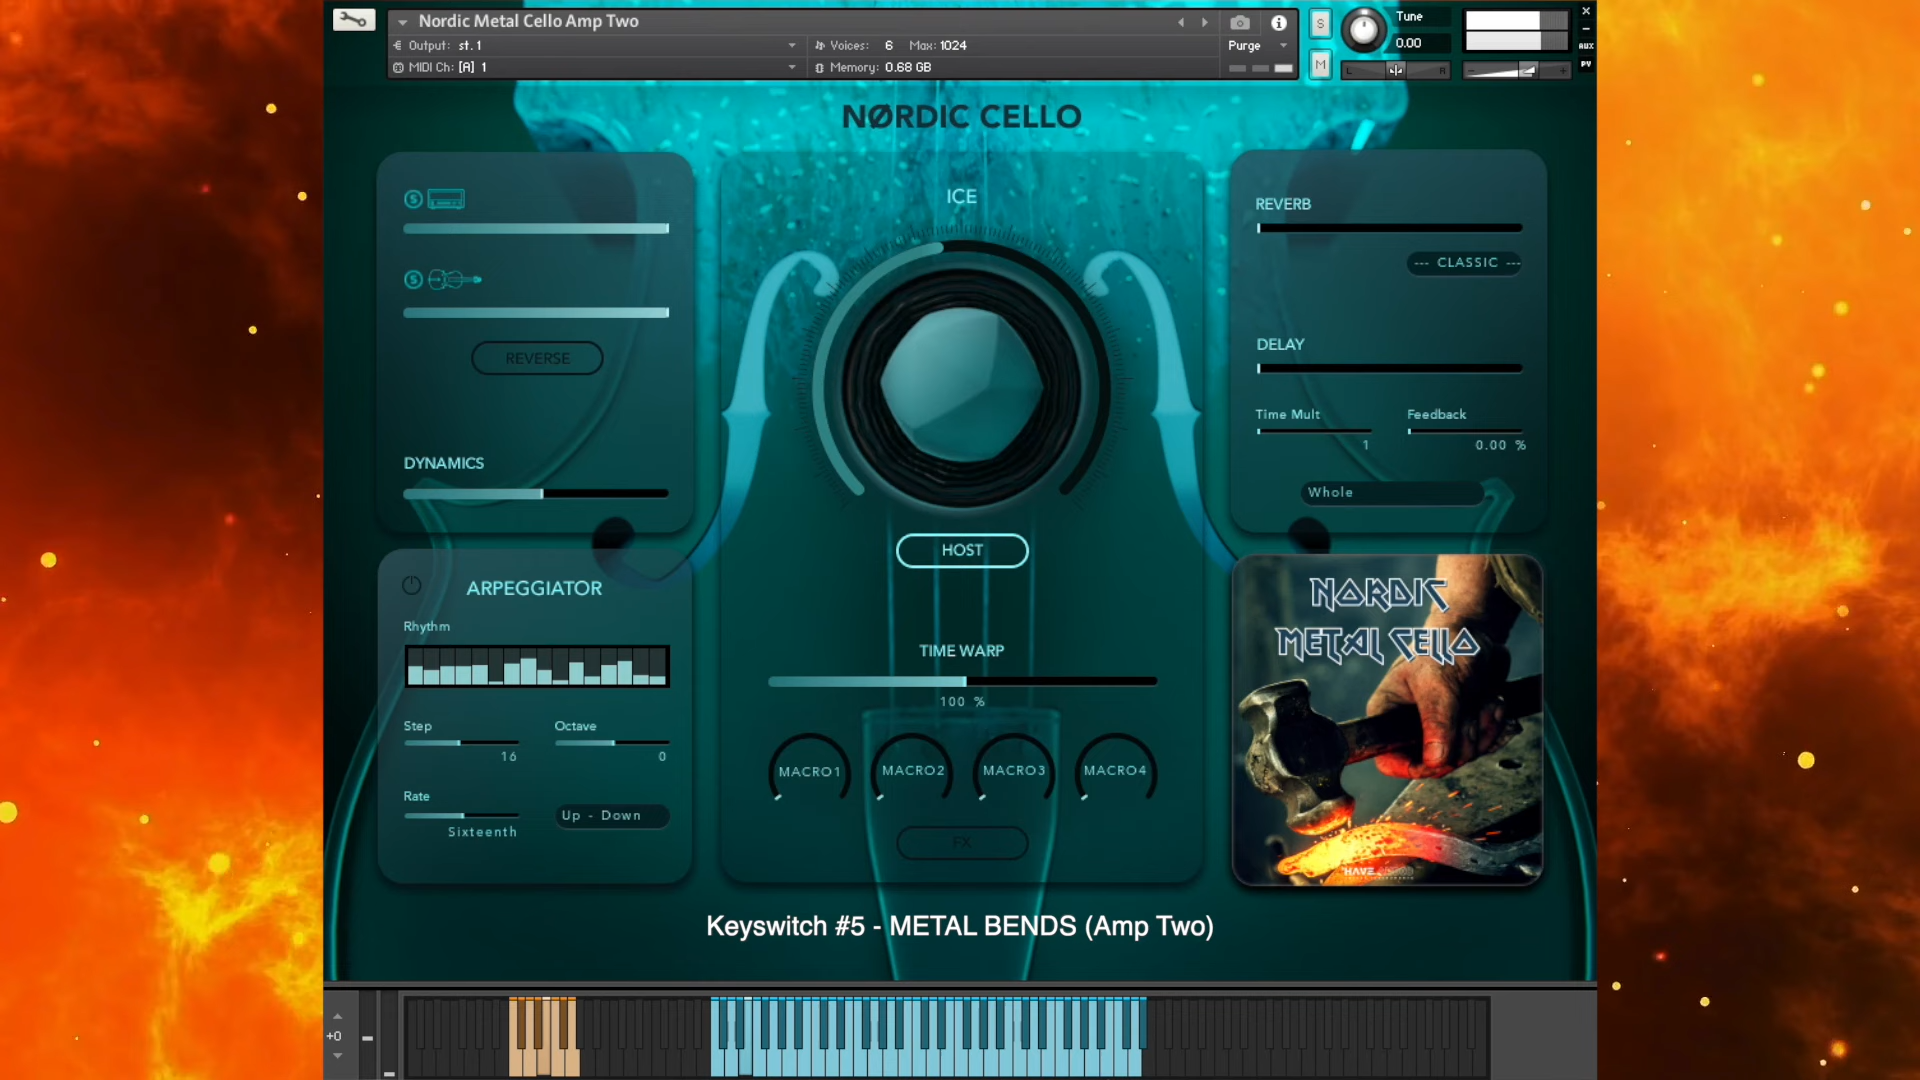 Nordic Metal Cello Amp Two
Output: st. 1
Voices: 6 Max: 1024
Purge
MIDI Ch: [A] 1
Memory: 0.68 GB
S
M
Tune
0.00
L R
AUX
PV
NØRDIC CELLO
S
S
REVERSE
DYNAMICS
ICE
HOST
TIME WARP
100 %
MACRO1
MACRO2
MACRO3
MACRO4
FX
REVERB
--- CLASSIC ---
DELAY
Time Mult
1
Feedback
0.00 %
Whole
ARPEGGIATOR
Rhythm
Step
16
Octave
0
Rate
Sixteenth
Up - Down
NORDIC
METAL CELLO
Keyswitch #5 - METAL BENDS (Amp Two)
+0